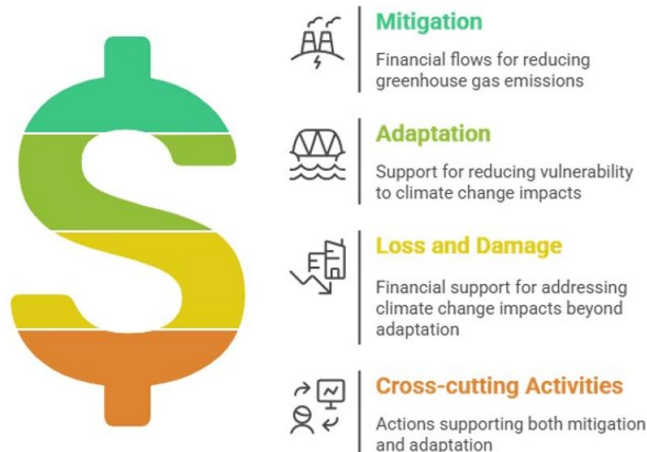 Mitigation
Financial flows for reducing
greenhouse gas emissions
Adaptation
Support for reducing vulnerability
to climate change impacts
Loss and Damage
Financial support for addressing
climate change impacts beyond
adaptation
Cross-cutting Activities
Actions supporting both mitigation
and adaptation